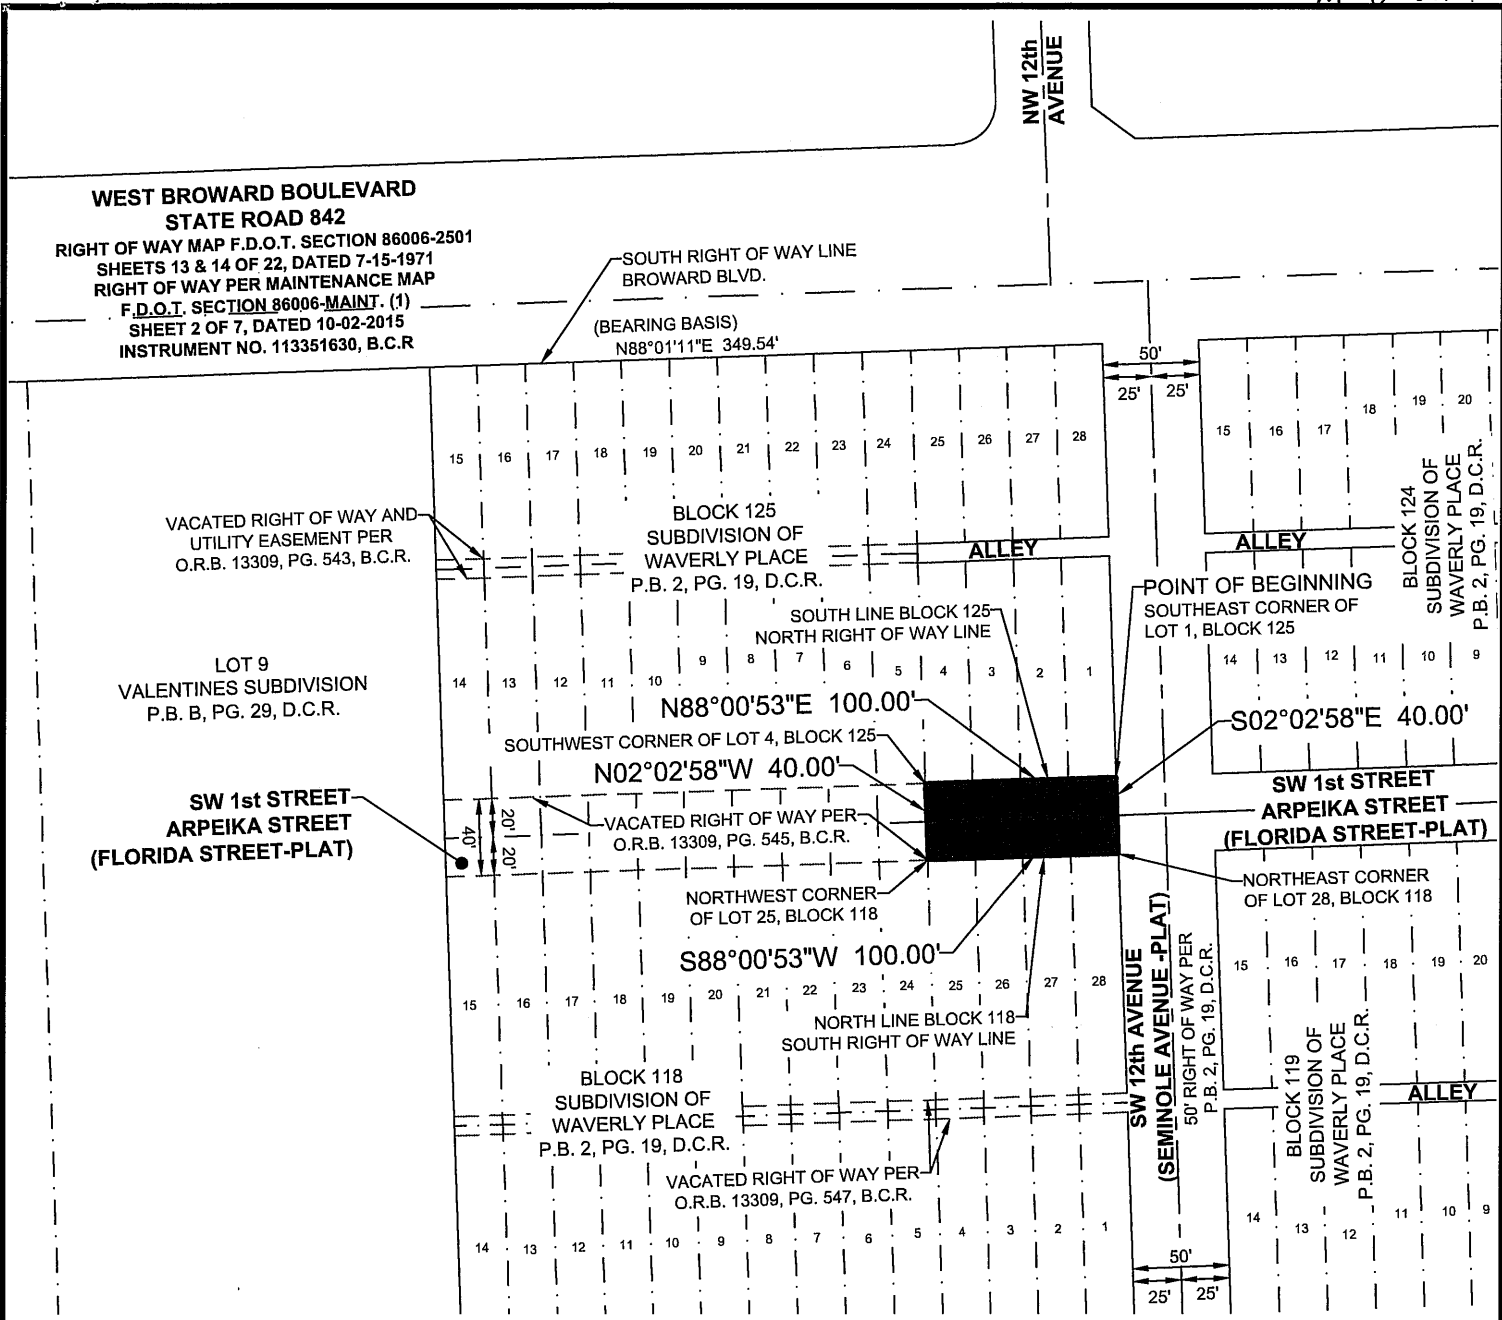 NW 12th
AVENUE
WEST BROWARD BOULEVARD
STATE ROAD 842
RIGHT OF WAY MAP F.D.O.T. SECTION 86006-2501
SHEETS 13 & 14 OF 22, DATED 7-15-1971
RIGHT OF WAY PER MAINTENANCE MAP
F.D.O.T. SECTION 86006-MAINT. (1)
SHEET 2 OF 7, DATED 10-02-2015
INSTRUMENT NO. 113351630, B.C.R
SOUTH RIGHT OF WAY LINE
BROWARD BLVD.
(BEARING BASIS)
N88°01'11"E 349.54'
50'
25' 25'
15 16 17 18 19 20 21 22 23 24 25 26 27 28
15 16 17 18 19 20
BLOCK 124
SUBDIVISION OF
WAVERLY PLACE
P.B. 2, PG. 19, D.C.R.
VACATED RIGHT OF WAY AND
UTILITY EASEMENT PER
O.R.B. 13309, PG. 543, B.C.R.
BLOCK 125
SUBDIVISION OF
WAVERLY PLACE
P.B. 2, PG. 19, D.C.R.
ALLEY
ALLEY
POINT OF BEGINNING
SOUTHEAST CORNER OF
LOT 1, BLOCK 125
SOUTH LINE BLOCK 125
NORTH RIGHT OF WAY LINE
LOT 9
VALENTINES SUBDIVISION
P.B. B, PG. 29, D.C.R.
14 13 12 11 10 9 8 7 6 5 4 3 2 1
14 13 12 11 10 9
N88°00'53"E 100.00'
S02°02'58"E 40.00'
SOUTHWEST CORNER OF LOT 4, BLOCK 125
N02°02'58"W 40.00'
SW 1st STREET
ARPEIKA STREET
(FLORIDA STREET-PLAT)
40'
20'
20'
VACATED RIGHT OF WAY PER
O.R.B. 13309, PG. 545, B.C.R.
SW 1st STREET
ARPEIKA STREET
(FLORIDA STREET-PLAT)
NORTHWEST CORNER
OF LOT 25, BLOCK 118
NORTHEAST CORNER
OF LOT 28, BLOCK 118
S88°00'53"W 100.00'
15 16 17 18 19 20 21 22 23 24 25 26 27 28
15 16 17 18 19 20
NORTH LINE BLOCK 118
SOUTH RIGHT OF WAY LINE
SW 12th AVENUE
(SEMINOLE AVENUE -PLAT)
50' RIGHT OF WAY PER
P.B. 2, PG. 19, D.C.R.
BLOCK 118
SUBDIVISION OF
WAVERLY PLACE
P.B. 2, PG. 19, D.C.R.
BLOCK 119
SUBDIVISION OF
WAVERLY PLACE
P.B. 2, PG. 19, D.C.R.
ALLEY
VACATED RIGHT OF WAY PER
O.R.B. 13309, PG. 547, B.C.R.
14 13 12 11 10 9 8 7 6 5 4 3 2 1
14 13 12 11 10 9
50'
25' 25'